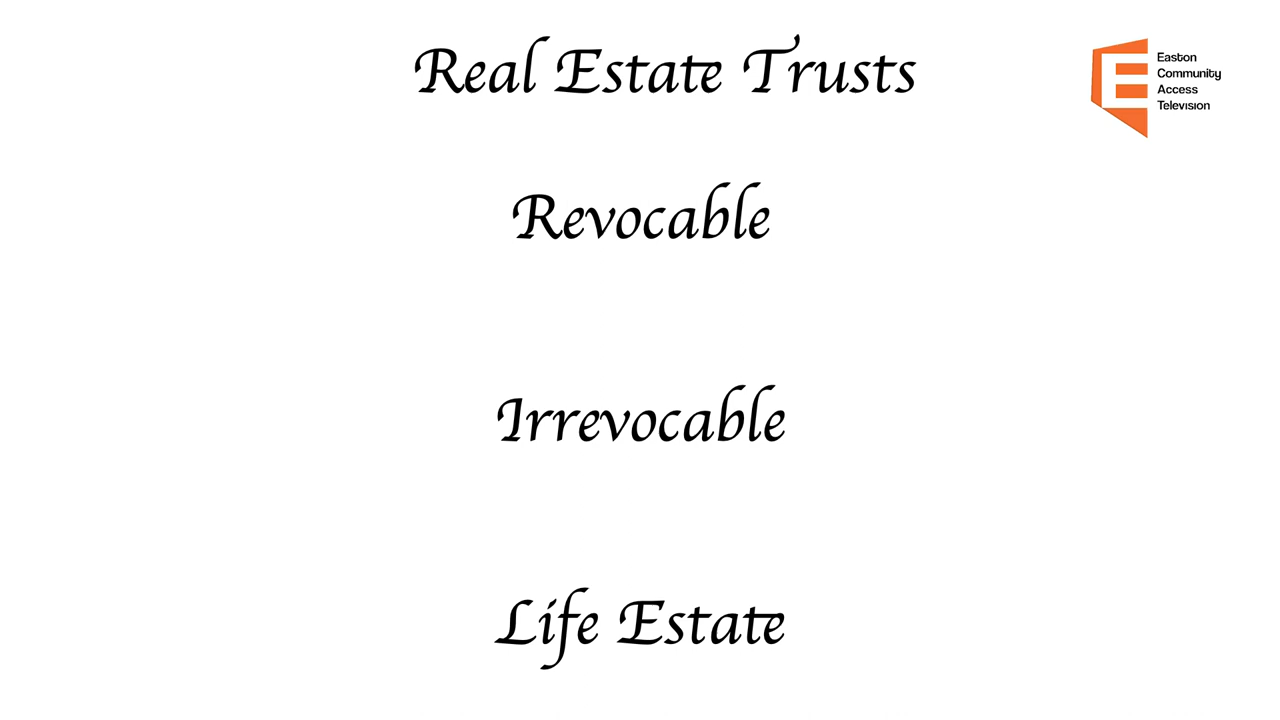 Real Estate Trusts
Easton
Community
Access
Television
Revocable
Irrevocable
Life Estate